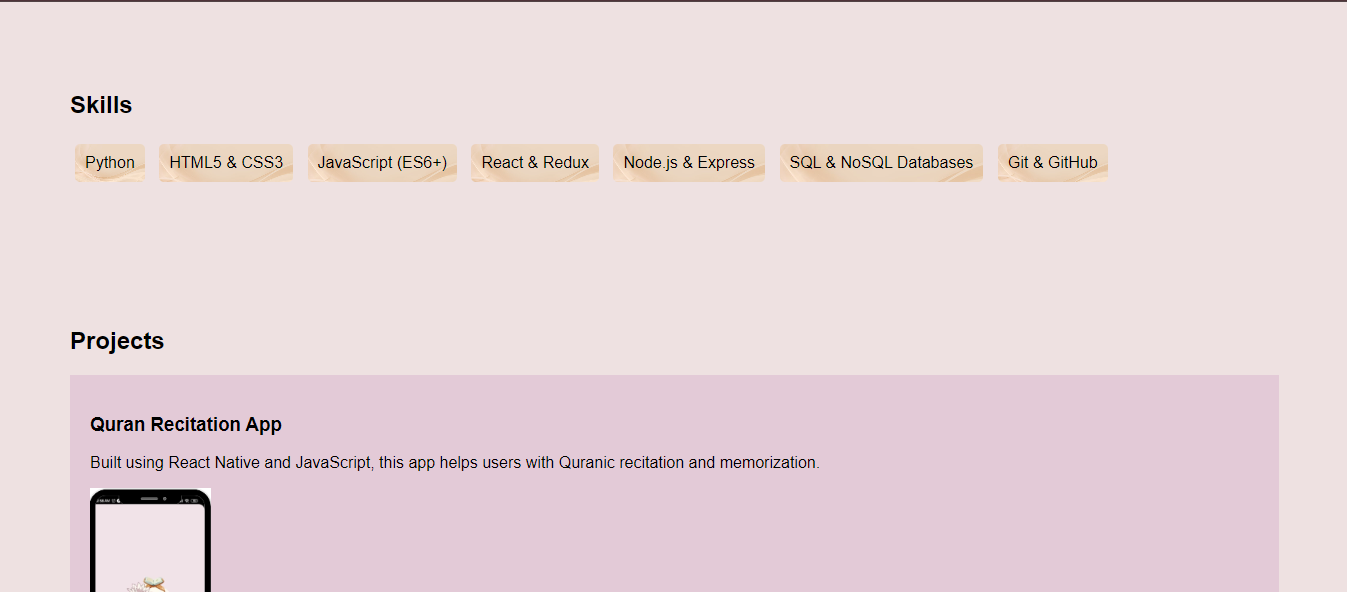 Skills
Python HTML5 & CSS3 JavaScript (ES6+) React & Redux Node.js & Express SQL & NoSQL Databases Git & GitHub
Projects
Quran Recitation App
Built using React Native and JavaScript, this app helps users with Quranic recitation and memorization.